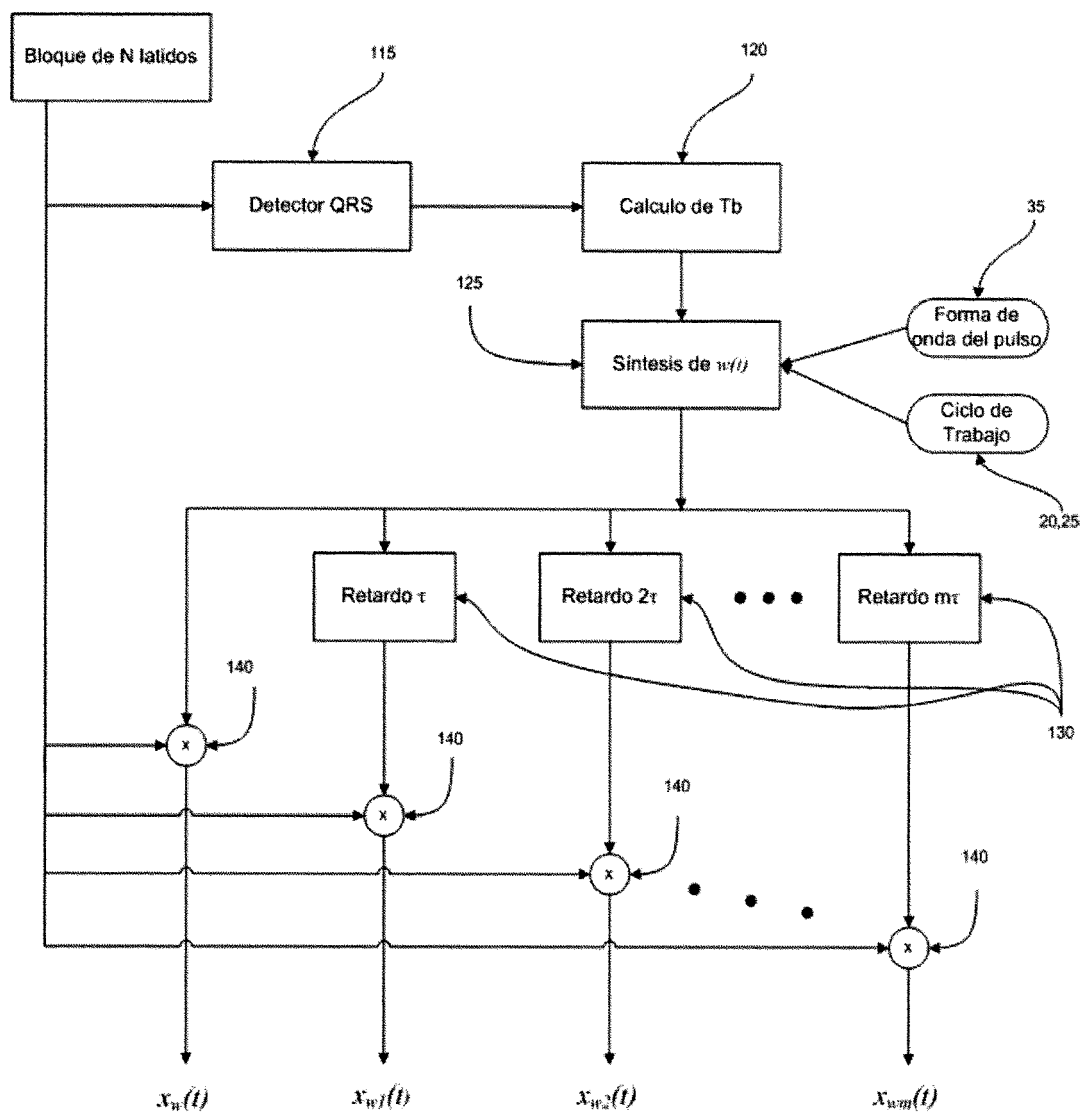 Bloque de N latidos
115
120
Detector QRS
Calculo de Tb
35
125
Forma de
onda del pulso
Síntesis de w(t)
Ciclo de
Trabajo
20,25
Retardo τ
Retardo 2τ
Retardo mτ
140
130
x
140
x
140
x
140
x
xw(t)
xw1(t)
xw2(t)
xwm(t)